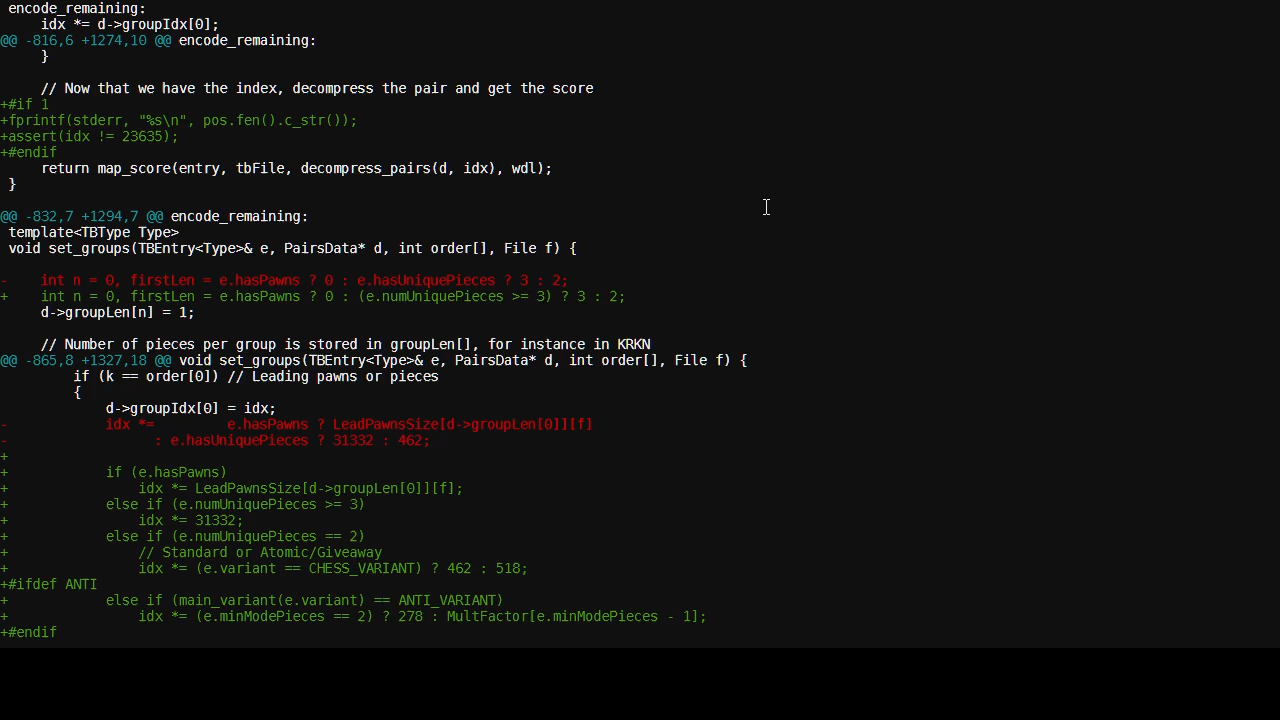 encode_remaining:
    idx *= d->groupIdx[0];
@@ -816,6 +1274,10 @@ encode_remaining:
    }
    // Now that we have the index, decompress the pair and get the score
+#if 1
+fprintf(stderr, "%s\n", pos.fen().c_str());
+assert(idx != 23635);
+#endif
    return map_score(entry, tbFile, decompress_pairs(d, idx), wdl);
}
@@ -832,7 +1294,7 @@ encode_remaining:
template<TBType Type>
void set_groups(TBEntry<Type>& e, PairsData* d, int order[], File f) {
-    int n = 0, firstLen = e.hasPawns ? 0 : e.hasUniquePieces ? 3 : 2;
+    int n = 0, firstLen = e.hasPawns ? 0 : (e.numUniquePieces >= 3) ? 3 : 2;
    d->groupLen[n] = 1;
    // Number of pieces per group is stored in groupLen[], for instance in KRKN
@@ -865,8 +1327,18 @@ void set_groups(TBEntry<Type>& e, PairsData* d, int order[], File f) {
        if (k == order[0]) // Leading pawns or pieces
        {
            d->groupIdx[0] = idx;
-            idx *=         e.hasPawns ? LeadPawnsSize[d->groupLen[0]][f]
-                  : e.hasUniquePieces ? 31332 : 462;
+
+            if (e.hasPawns)
+                idx *= LeadPawnsSize[d->groupLen[0]][f];
+            else if (e.numUniquePieces >= 3)
+                idx *= 31332;
+            else if (e.numUniquePieces == 2)
+                // Standard or Atomic/Giveaway
+                idx *= (e.variant == CHESS_VARIANT) ? 462 : 518;
+#ifdef ANTI
+            else if (main_variant(e.variant) == ANTI_VARIANT)
+                idx *= (e.minModePieces == 2) ? 278 : MultFactor[e.minModePieces - 1];
+#endif